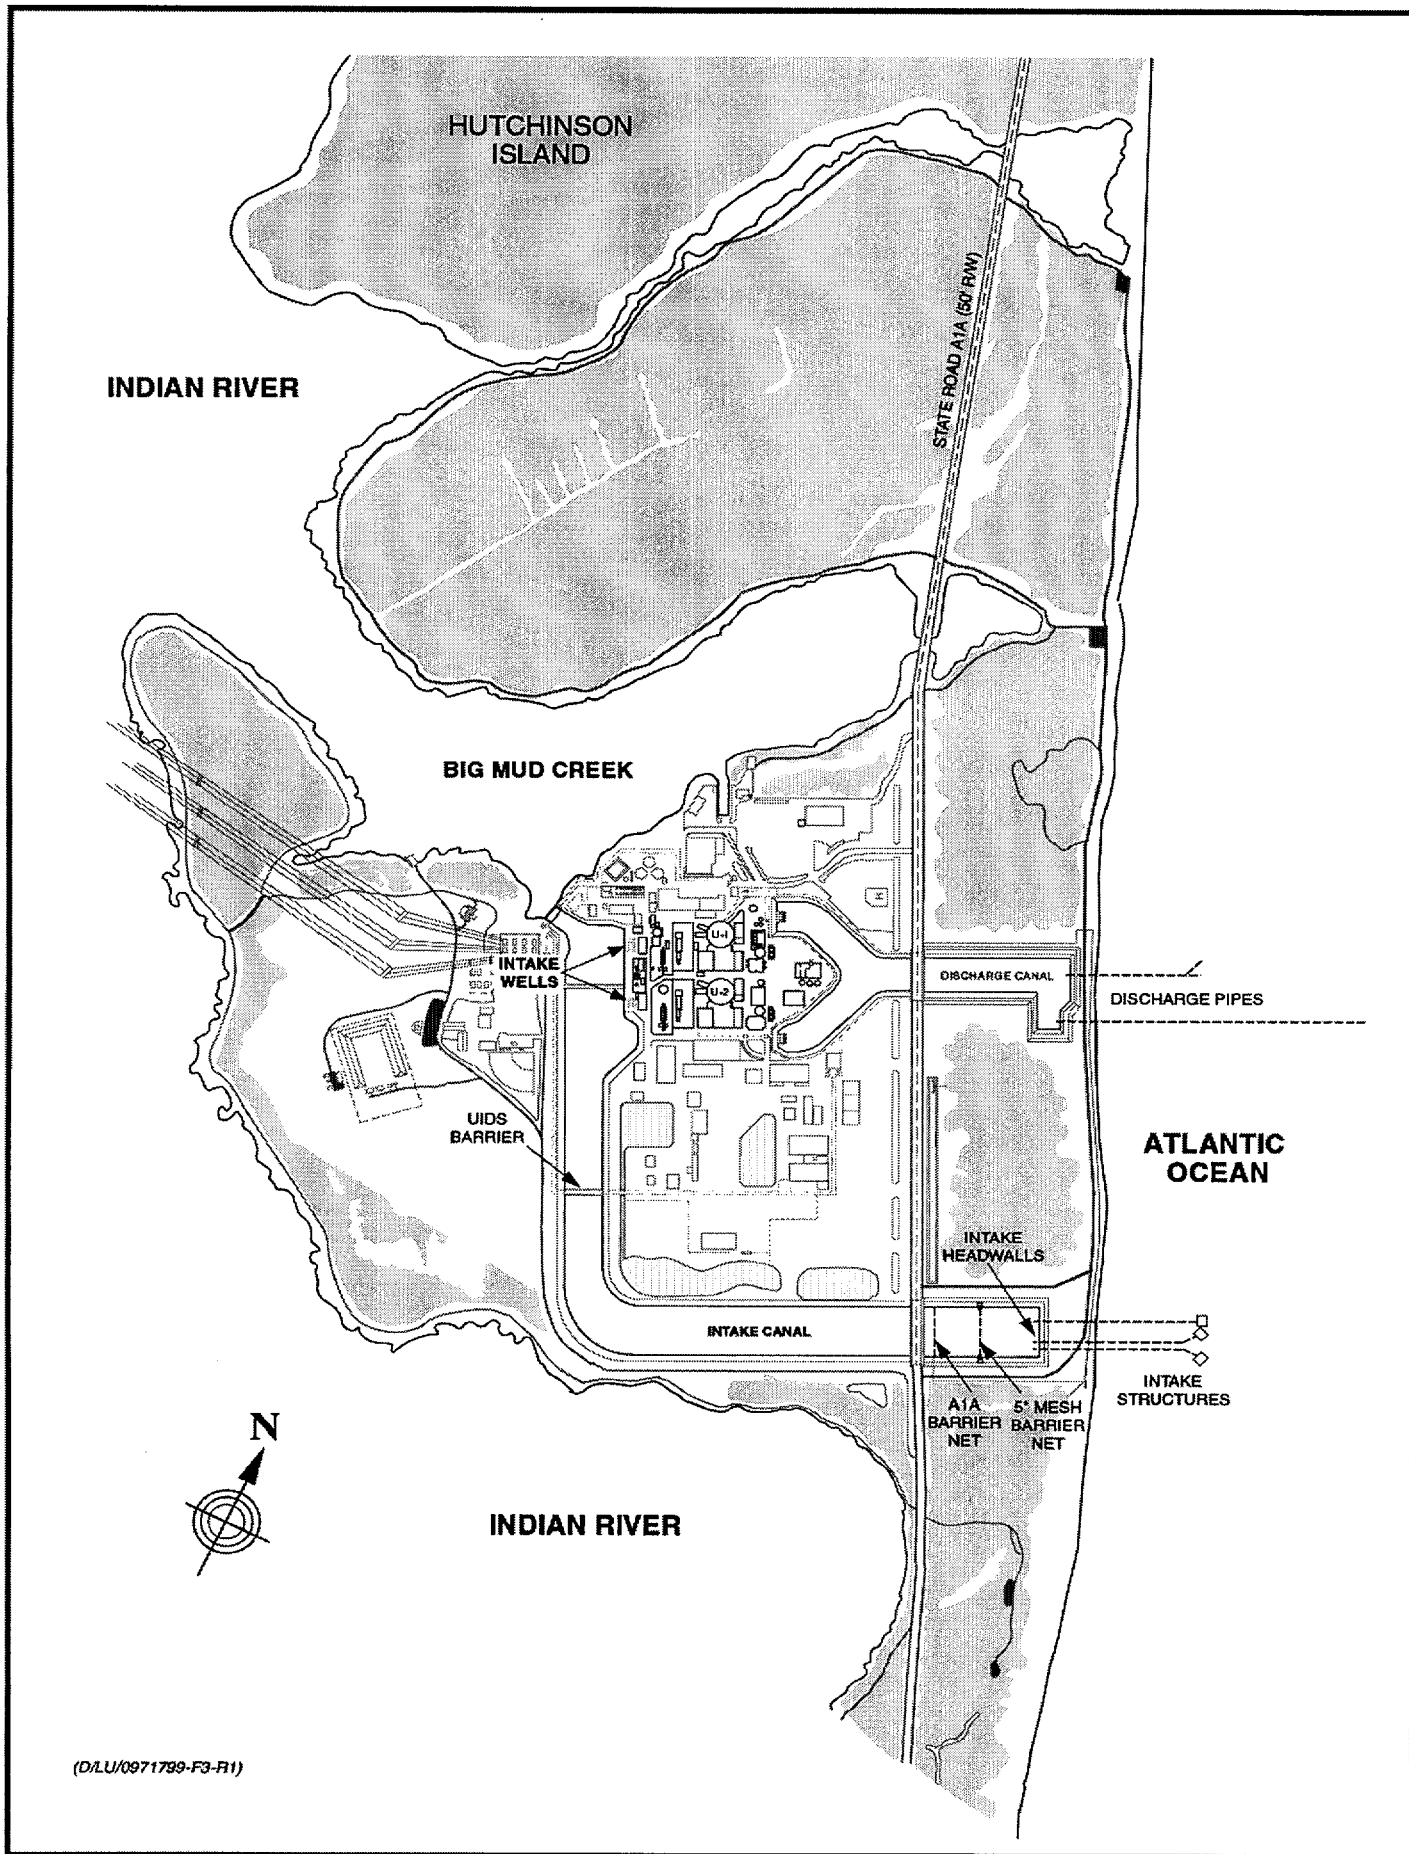 HUTCHINSON
ISLAND
STATE ROAD A1A (50' R/W)
INDIAN RIVER
BIG MUD CREEK
U-1
INTAKE
WELLS
U-2
H
DISCHARGE CANAL
DISCHARGE PIPES
UIDS
BARRIER
ATLANTIC
OCEAN
INTAKE
HEADWALLS
INTAKE CANAL
INTAKE
STRUCTURES
A1A
BARRIER
NET
5" MESH
BARRIER
NET
N
INDIAN RIVER
(D/LU/0971799-F3-R1)